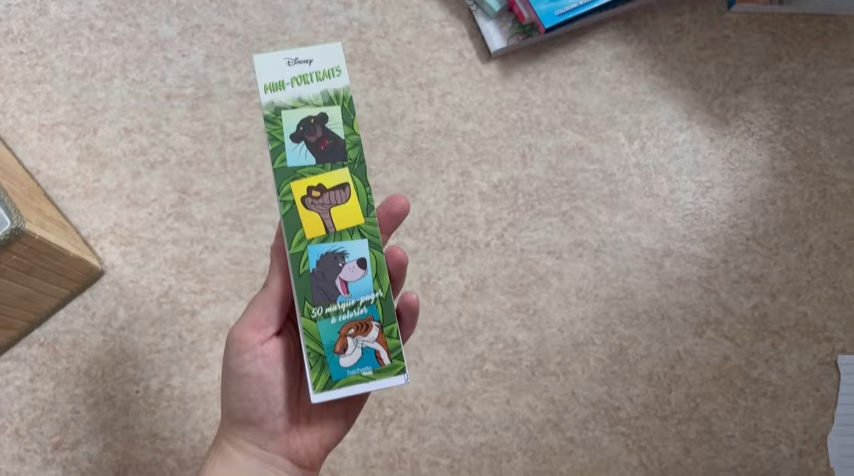 Disney
MINI-PORTRAITS
50 marque-pages
à colorier
hachette